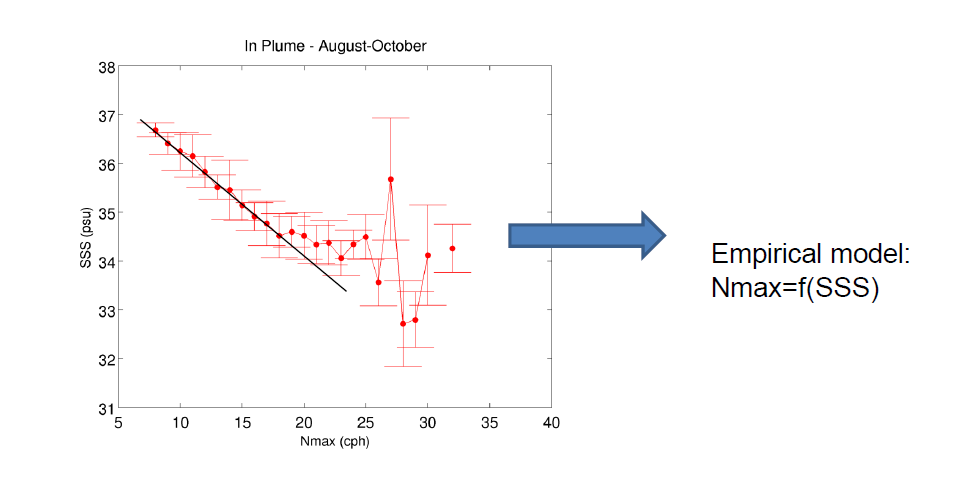 In Plume - August-October
38
37
36
35
34
33
32
31
SSS (psu)
5 10 15 20 25 30 35 40
Nmax (cph)
Empirical model:
Nmax=f(SSS)